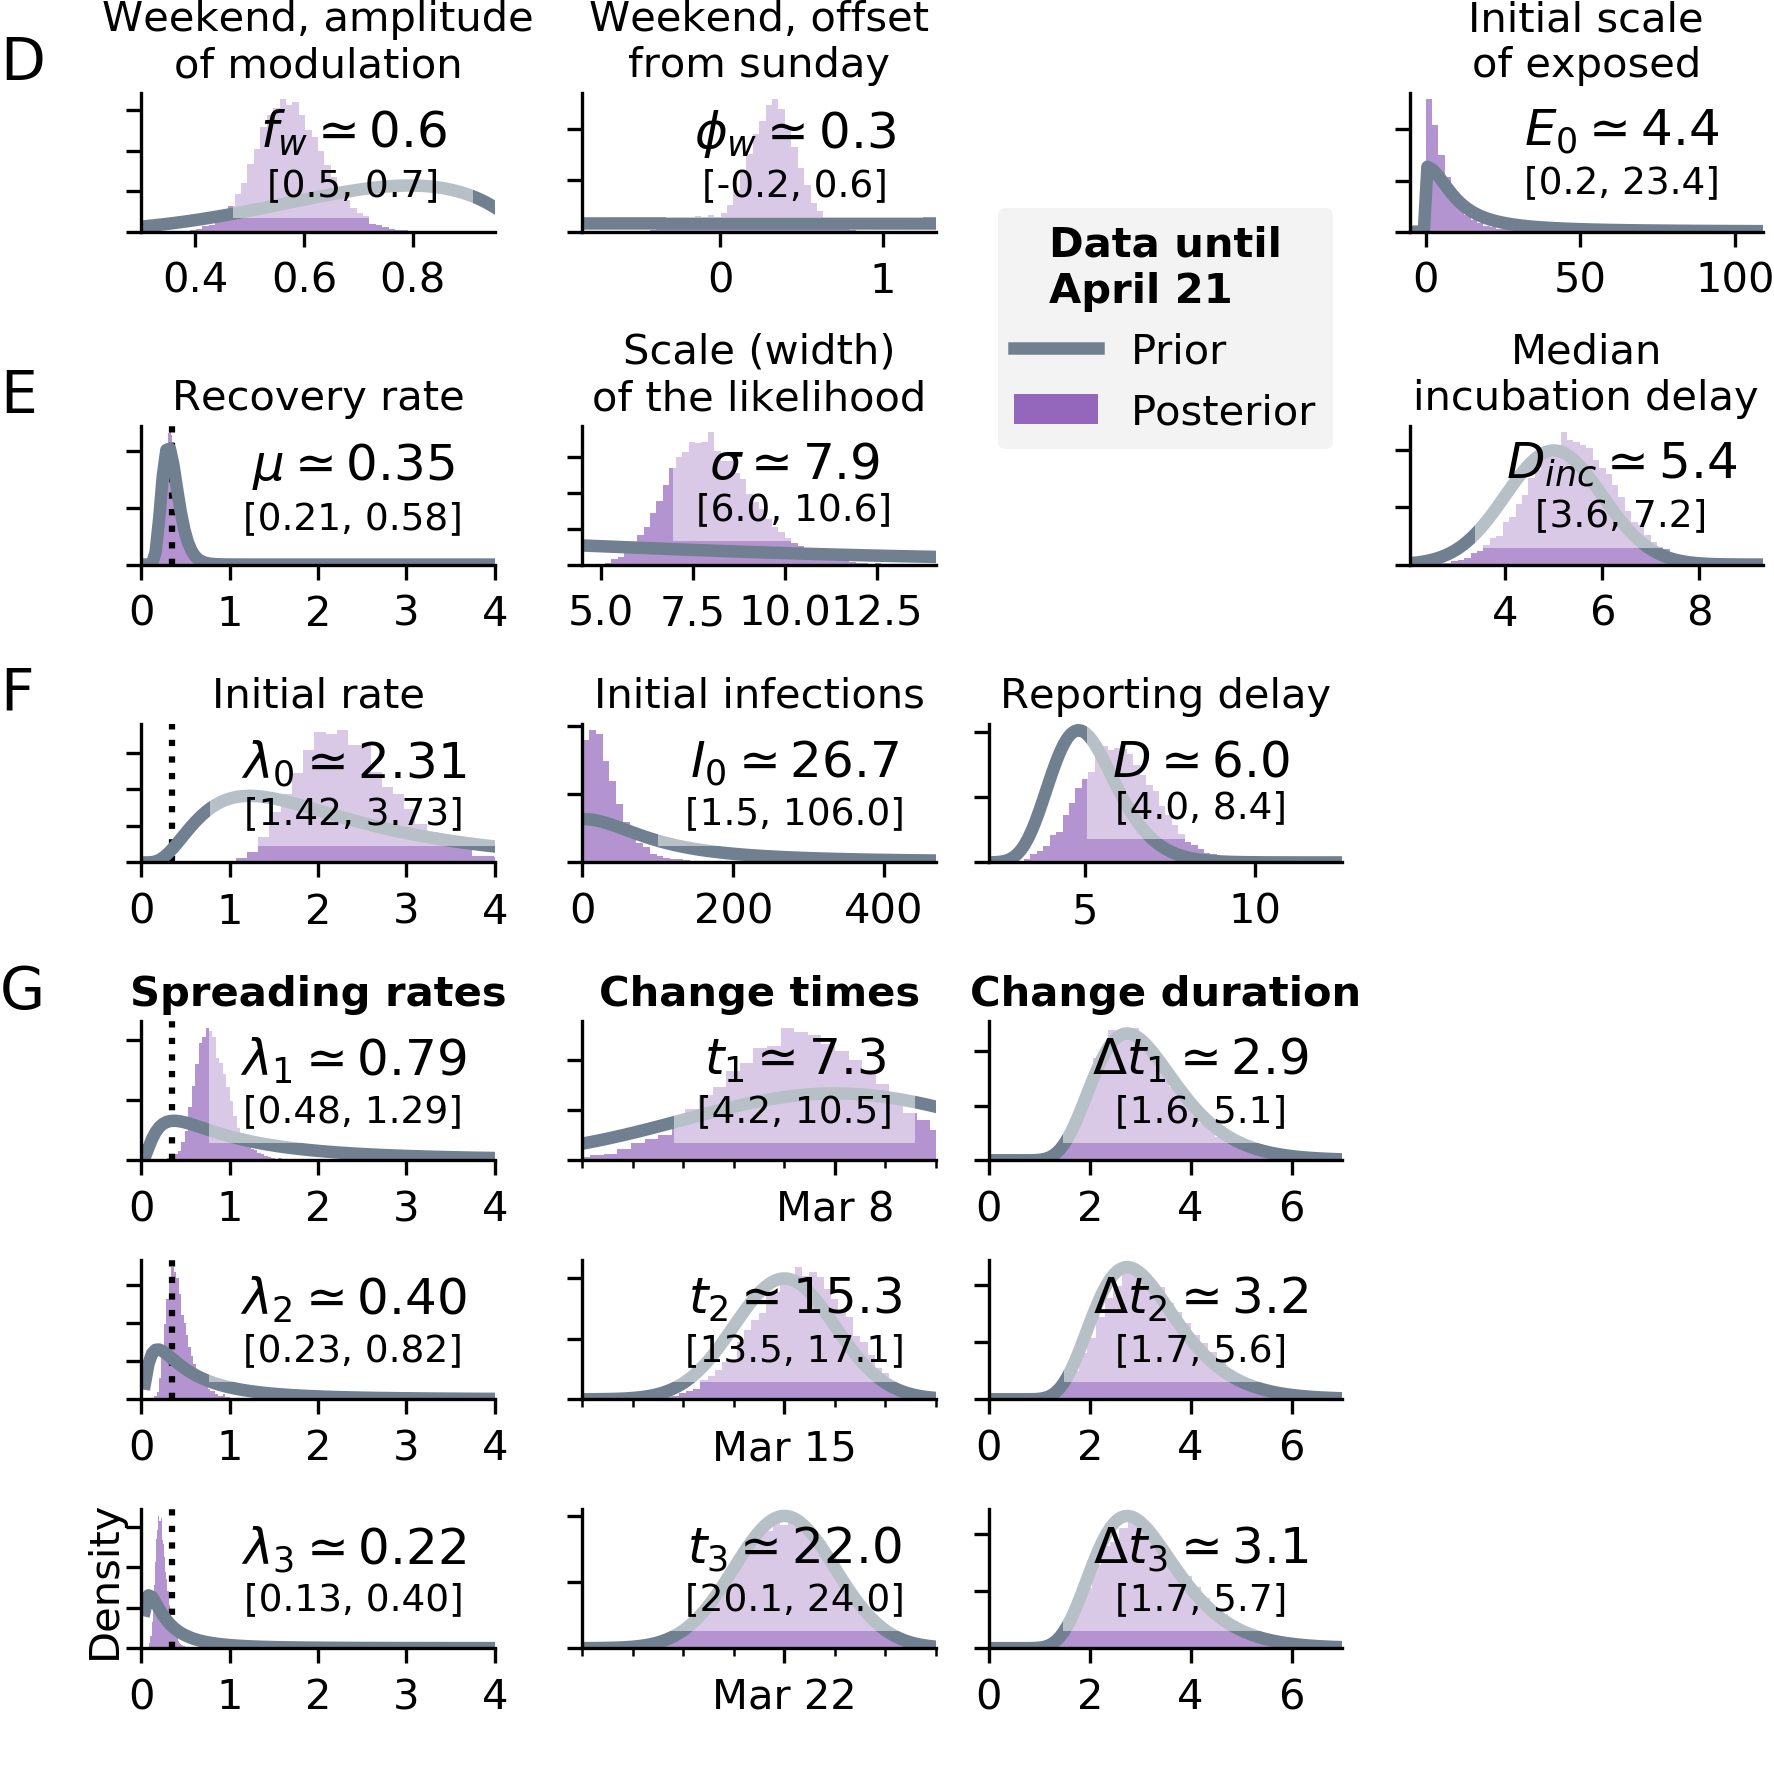 D
Weekend, amplitude
of modulation
f_w ≃ 0.6
[0.5, 0.7]
0.4 0.6 0.8
Weekend, offset
from sunday
ϕ_w ≃ 0.3
[-0.2, 0.6]
0 1
Initial scale
of exposed
E_0 ≃ 4.4
[0.2, 23.4]
0 50 100
Data until
April 21
Prior
Posterior
E
Recovery rate
μ ≃ 0.35
[0.21, 0.58]
0 1 2 3 4
Scale (width)
of the likelihood
σ ≃ 7.9
[6.0, 10.6]
5.0 7.5 10.0 12.5
Median
incubation delay
D_inc ≃ 5.4
[3.6, 7.2]
4 6 8
F
Initial rate
λ_0 ≃ 2.31
[1.42, 3.73]
0 1 2 3 4
Initial infections
I_0 ≃ 26.7
[1.5, 106.0]
0 200 400
Reporting delay
D ≃ 6.0
[4.0, 8.4]
5 10
G
Spreading rates
λ_1 ≃ 0.79
[0.48, 1.29]
0 1 2 3 4
Change times
t_1 ≃ 7.3
[4.2, 10.5]
Mar 8
Change duration
Δt_1 ≃ 2.9
[1.6, 5.1]
0 2 4 6
λ_2 ≃ 0.40
[0.23, 0.82]
0 1 2 3 4
t_2 ≃ 15.3
[13.5, 17.1]
Mar 15
Δt_2 ≃ 3.2
[1.7, 5.6]
0 2 4 6
Density
λ_3 ≃ 0.22
[0.13, 0.40]
0 1 2 3 4
t_3 ≃ 22.0
[20.1, 24.0]
Mar 22
Δt_3 ≃ 3.1
[1.7, 5.7]
0 2 4 6